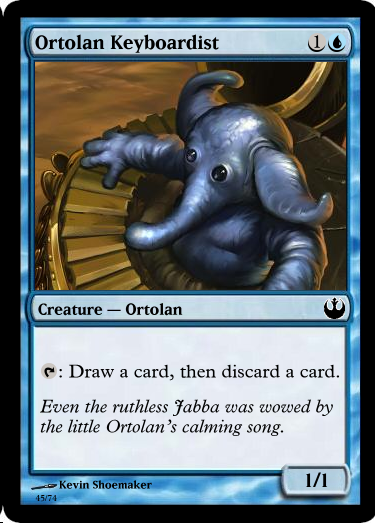 Ortolan Keyboardist 1
Creature — Ortolan
: Draw a card, then discard a card.
Even the ruthless Jabba was wowed by
the little Ortolan's calming song.
1/1
Kevin Shoemaker
45/74